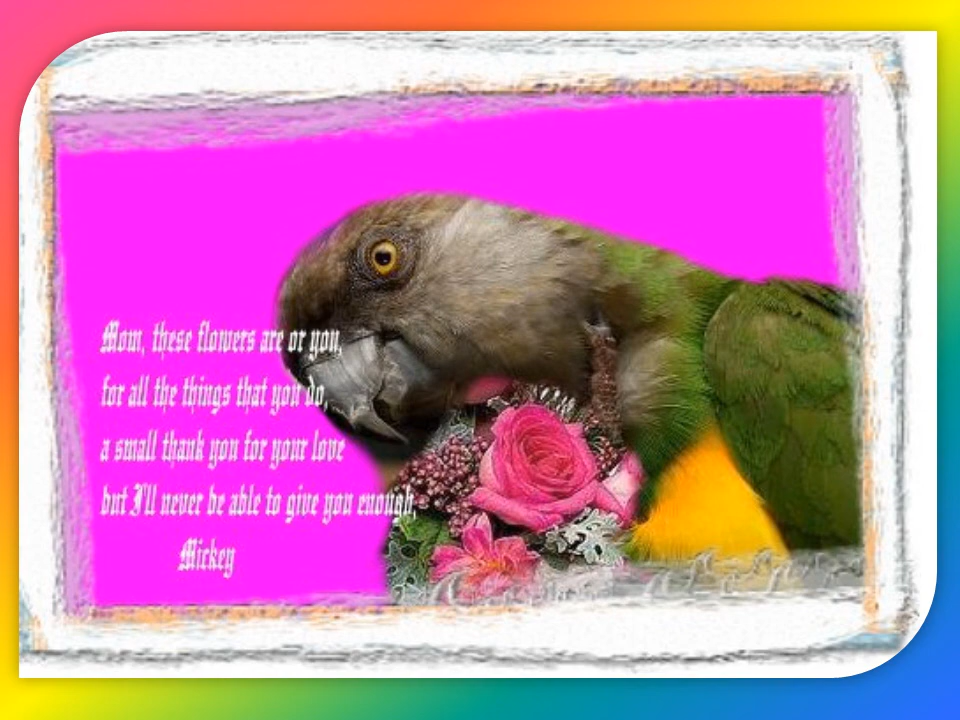 Mom, these flowers are or you,
for all the things that you do,
a small thank you for your love
but I'll never be able to give you enough,
Mickey